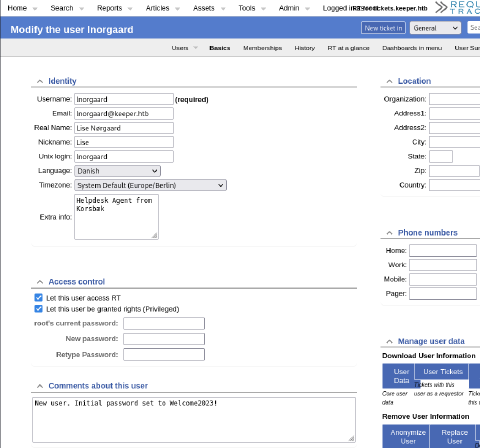 Home Search Reports Articles Assets Tools Admin Logged in as root
RT for tickets.keeper.htb
REQU
TRAC
Modify the user lnorgaard
New ticket in
General
Sea
Users Basics Memberships History RT at a glance Dashboards in menu User Sum
Identity
Username: lnorgaard (required)
Email: lnorgaard@keeper.htb
Real Name: Lise Nørgaard
Nickname: Lise
Unix login: lnorgaard
Language: Danish
Timezone: System Default (Europe/Berlin)
Extra info: Helpdesk Agent from
Korsbæk
Access control
Let this user access RT
Let this user be granted rights (Privileged)
root's current password:
New password:
Retype Password:
Comments about this user
New user. Initial password set to Welcome2023!
Location
Organization:
Address1:
Address2:
City:
State:
Zip:
Country:
Phone numbers
Home:
Work:
Mobile:
Pager:
Manage user data
Download User Information
User
Data
User Tickets
Core user
data
Tickets with this
user as a requestor
Ticke
this u
Remove User Information
Anonymize
User
Replace
User